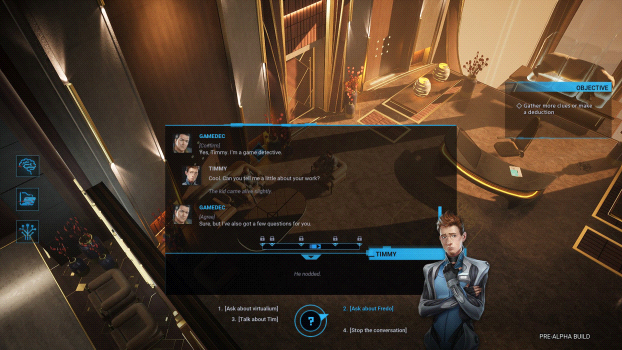 OBJECTIVE
Gather more clues or make
a deduction
GAMEDEC
[Confirm]
Yes, Timmy. I'm a game detective.
TIMMY
Cool. Can you tell me a little about your work?
The kid came alive slightly.
GAMEDEC
[Agree]
Sure, but I've also got a few questions for you.
TIMMY
He nodded.
1. [Ask about virtualium]
2. [Ask about Fredo]
3. [Talk about Tim]
4. [Stop the conversation]
?
PRE-ALPHA BUILD